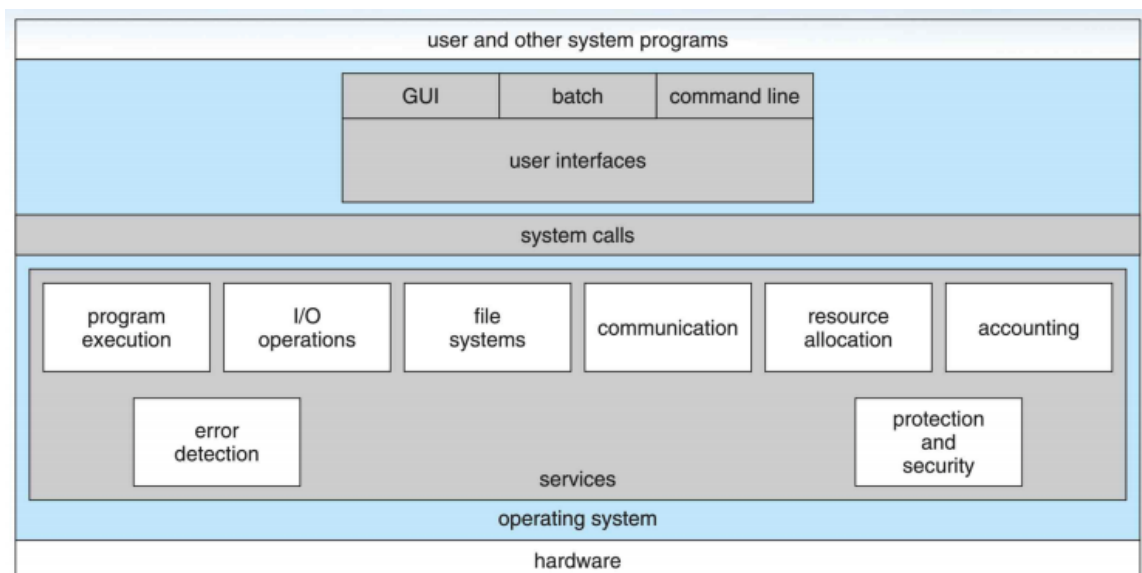 user and other system programs
GUI
batch
command line
user interfaces
system calls
program
execution
I/O
operations
file
systems
communication
resource
allocation
accounting
error
detection
protection
and
security
services
operating system
hardware